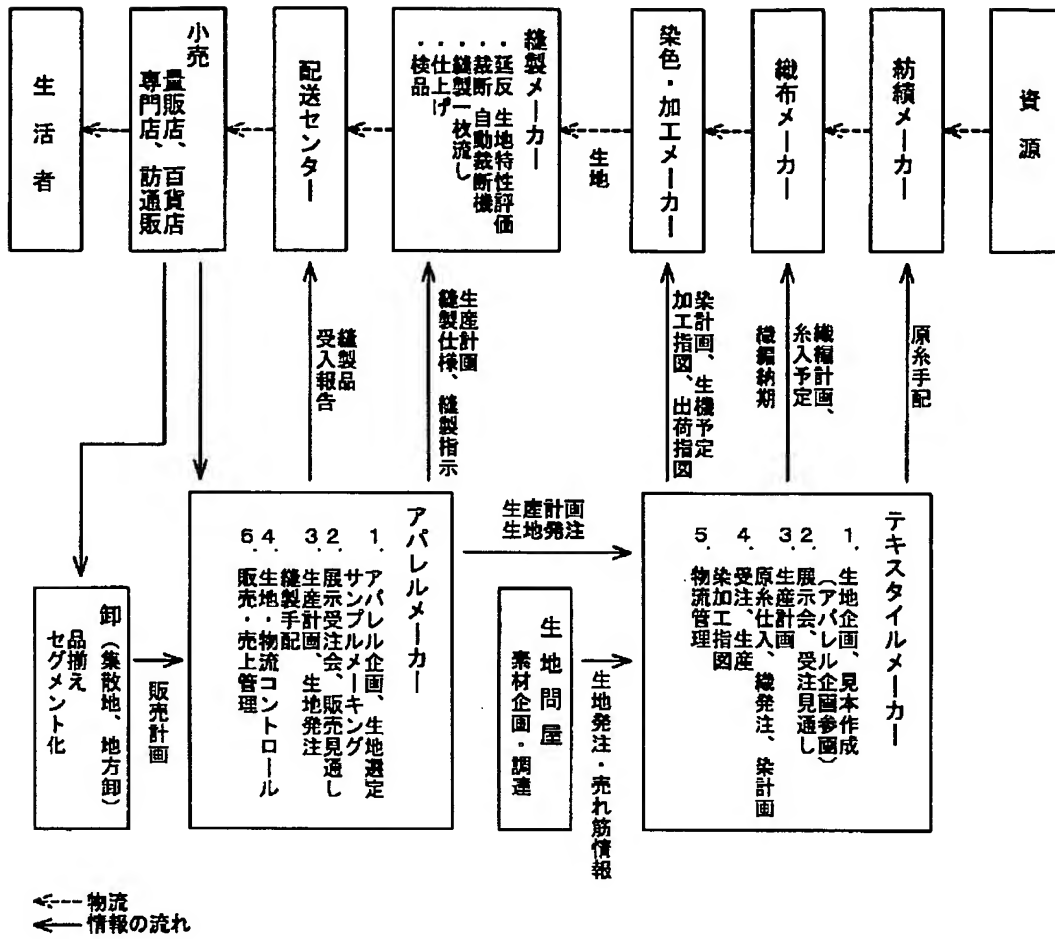 資源
紡績メーカー
織布メーカー
染色・加工メーカー
生地
縫製メーカー
・延反 生地特性評価
・裁断 自動裁断機
・縫製一枚流し
・仕上げ
・検品
配送センター
小売
量販店、百貨店
専門店、訪通販
生活者
原糸手配
織編計画、
糸入予定
織編納期
染計画、生機予定
加工指図、出荷指図
生産計画
縫製仕様、縫製指示
縫製品
受入報告
テキスタイルメーカー
1. 生地企画、見本作成
(アパレル企画参画)
2. 展示会、受注見通し
3. 生産計画
原糸仕入、織発注、染計画
4. 受注、生産
染加工指図
5. 物流管理
生産計画
生生地発注
生地問屋
素材企画・調達
生地発注・売れ筋情報
アパレルメーカー
1. アパレル企画、生地選定
サンプルメーキング
2. 展示受注会、販売見通し
3. 生産計画、生地発注
縫製手配
4. 生地・物流コントロール
6. 販売・売上管理
販売計画
卸(集散地、地方卸)
品揃え
セグメント化
物流
情報の流れ